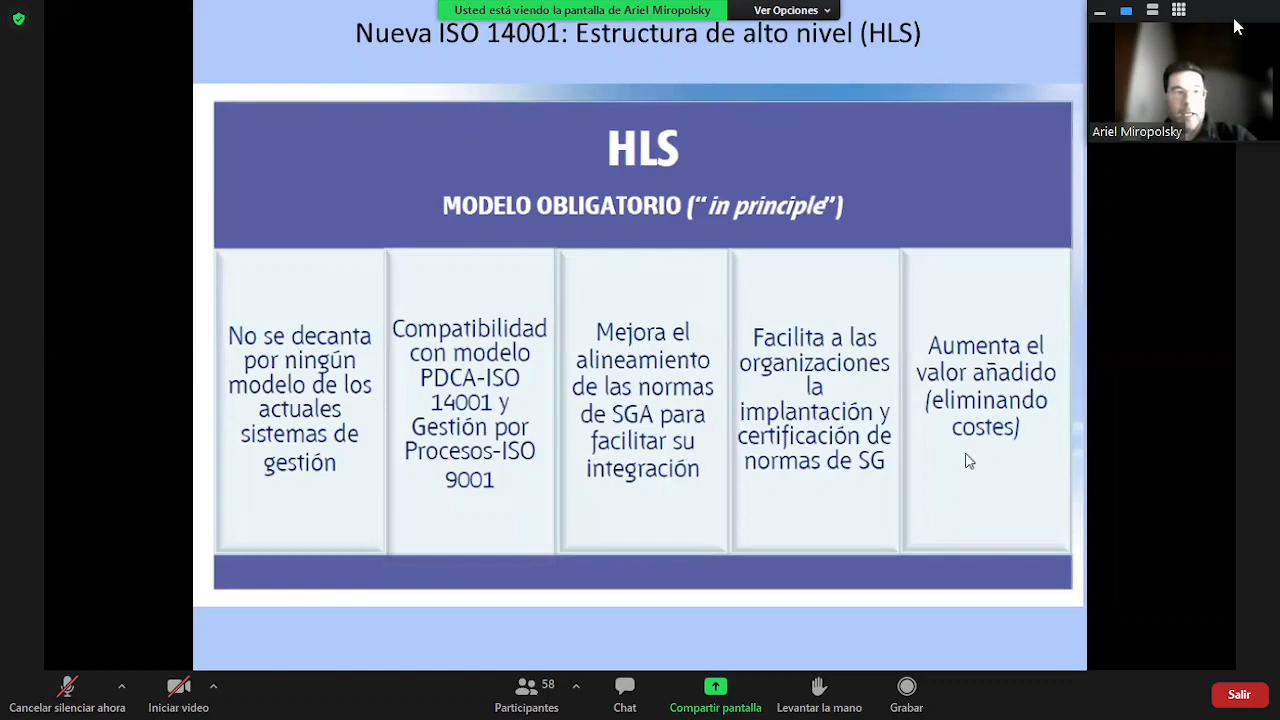 Usted está viendo la pantalla de Ariel Miropolsky
Ver Opciones
Nueva ISO 14001: Estructura de alto nivel (HLS)
Ariel Miropolsky
HLS
MODELO OBLIGATORIO (“ in principle”)
No se decanta
por ningún
modelo de los
actuales
sistemas de
gestión
Compatibilidad
con modelo
PDCA-ISO
14001 y
Gestión por
Procesos-ISO
9001
Mejora el
alineamiento
de las normas
de SGA para
facilitar su
integración
Facilita a las
organizaciones
la
implantación y
certificación de
normas de SG
Aumenta el
valor añadido
(eliminando
costes)
58
Cancelar silenciar ahora
Iniciar video
Participantes
Chat
Compartir pantalla
Levantar la mano
Grabar
Salir